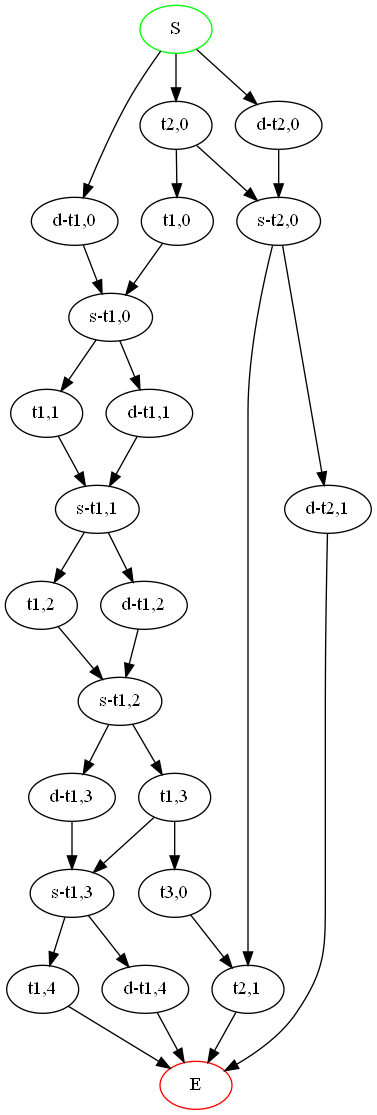 S
t2,0
d-t2,0
d-t1,0
t1,0
s-t2,0
s-t1,0
t1,1
d-t1,1
s-t1,1
d-t2,1
t1,2
d-t1,2
s-t1,2
d-t1,3
t1,3
s-t1,3
t3,0
t1,4
d-t1,4
t2,1
E